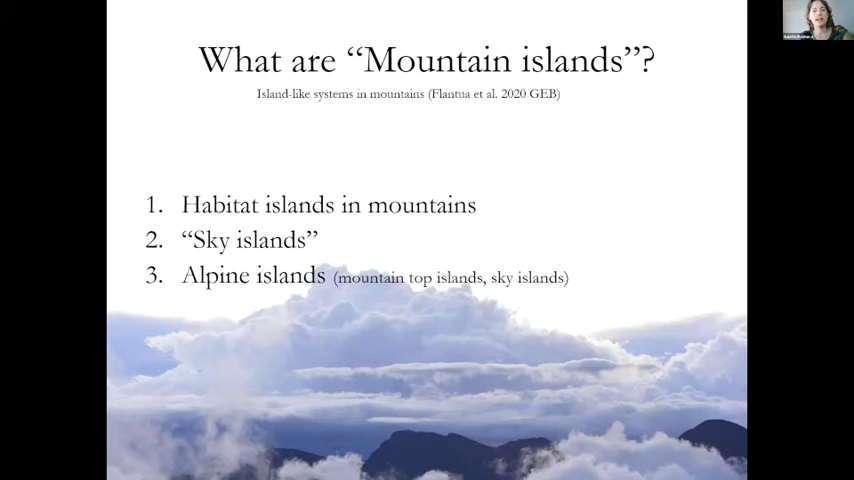 What are “Mountain islands”?
Island-like systems in mountains (Flantua et al. 2020 GEB)
1. Habitat islands in mountains
2. “Sky islands”
3. Alpine islands (mountain top islands, sky islands)